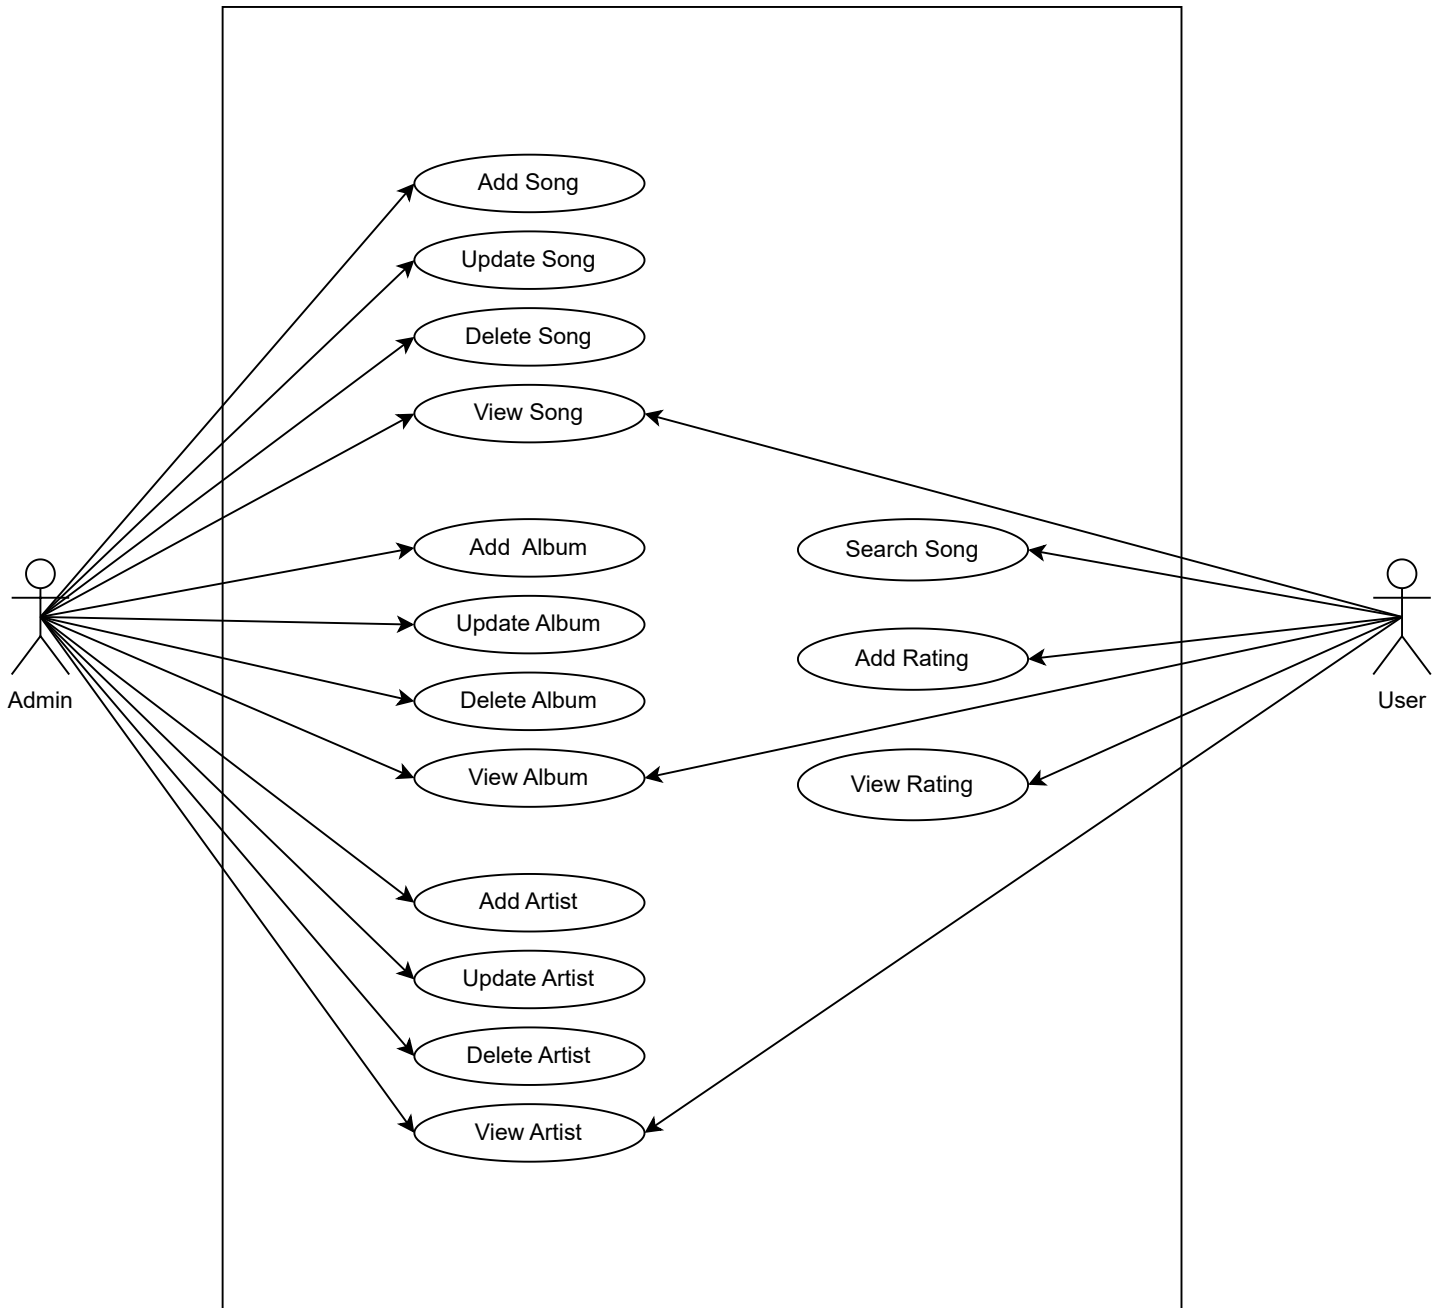 Add Song
Update Song
Delete Song
View Song
Add  Album
Update Album
Delete Album
View Album
Add Artist
Update Artist
Delete Artist
View Artist
Search Song
Add Rating
View Rating
Admin
User